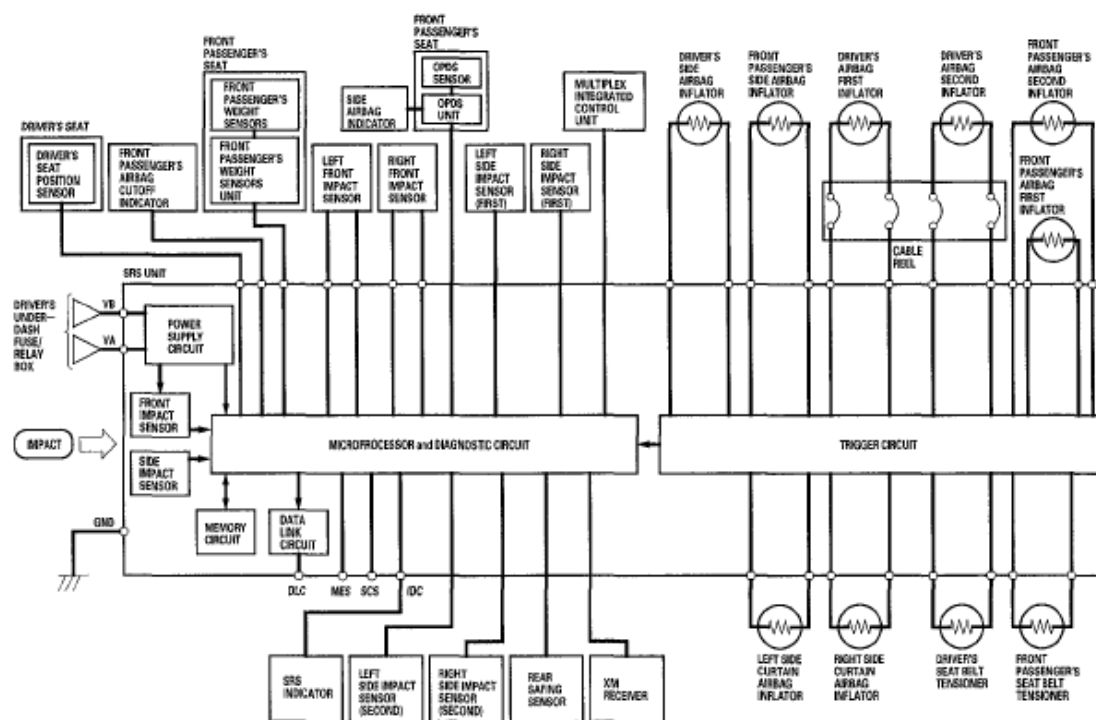 FRONT
PASSENGER'S
SEAT
OPDS
SENSOR
OPDS
UNIT
SIDE
AIRBAG
INDICATOR
FRONT
PASSENGER'S
SEAT
FRONT
PASSENGER'S
WEIGHT
SENSORS
FRONT
PASSENGER'S
WEIGHT
SENSORS
UNIT
DRIVER'S SEAT
DRIVER'S
SEAT
POSITION
SENSOR
FRONT
PASSENGER'S
AIRBAG
CUTOFF
INDICATOR
LEFT
FRONT
IMPACT
SENSOR
RIGHT
FRONT
IMPACT
SENSOR
LEFT
SIDE
IMPACT
SENSOR
(FIRST)
RIGHT
SIDE
IMPACT
SENSOR
(FIRST)
MULTIPLEX
INTEGRATED
CONTROL
UNIT
DRIVER'S
SIDE
AIRBAG
INFLATOR
FRONT
PASSENGER'S
SIDE AIRBAG
INFLATOR
DRIVER'S
AIRBAG
FIRST
INFLATOR
DRIVER'S
AIRBAG
SECOND
INFLATOR
FRONT
PASSENGER'S
AIRBAG
SECOND
INFLATOR
FRONT
PASSENGER'S
AIRBAG
FIRST
INFLATOR
CABLE
REEL
SRS UNIT
DRIVER'S
UNDER-
DASH
FUSE/
RELAY
BOX
VB
VA
POWER
SUPPLY
CIRCUIT
FRONT
IMPACT
SENSOR
IMPACT
SIDE
IMPACT
SENSOR
MICROPROCESSOR and DIAGNOSTIC CIRCUIT
TRIGGER CIRCUIT
GND
MEMORY
CIRCUIT
DATA
LINK
CIRCUIT
DLC
MES
SCS
IDC
SRS
INDICATOR
LEFT
SIDE IMPACT
SENSOR
(SECOND)
RIGHT
SIDE IMPACT
SENSOR
(SECOND)
REAR
SAFING
SENSOR
XM
RECEIVER
LEFT SIDE
CURTAIN
AIRBAG
INFLATOR
RIGHT SIDE
CURTAIN
AIRBAG
INFLATOR
DRIVER'S
SEAT BELT
TENSIONER
FRONT
PASSENGER'S
SEAT BELT
TENSIONER